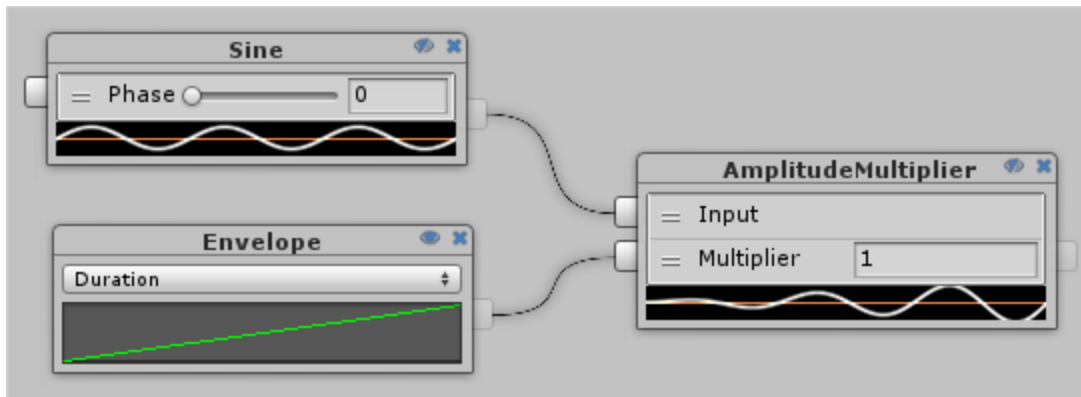 Sine
Phase 0
Envelope
Duration
AmplitudeMultiplier
Input
Multiplier 1